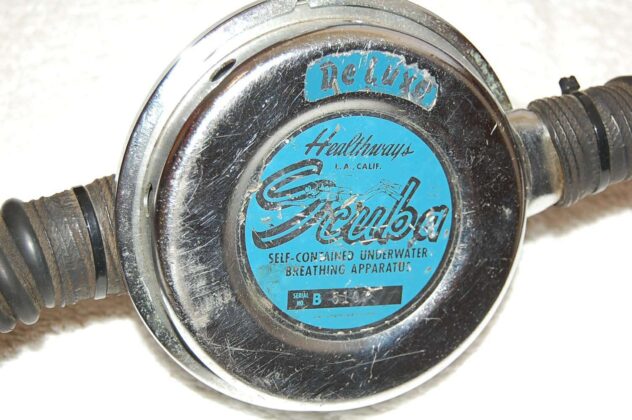 DeLuxe
Healthways
L.A., CALIF.
Scuba
SELF-CONTAINED UNDERWATER
BREATHING APPARATUS
SERIAL
NO. B